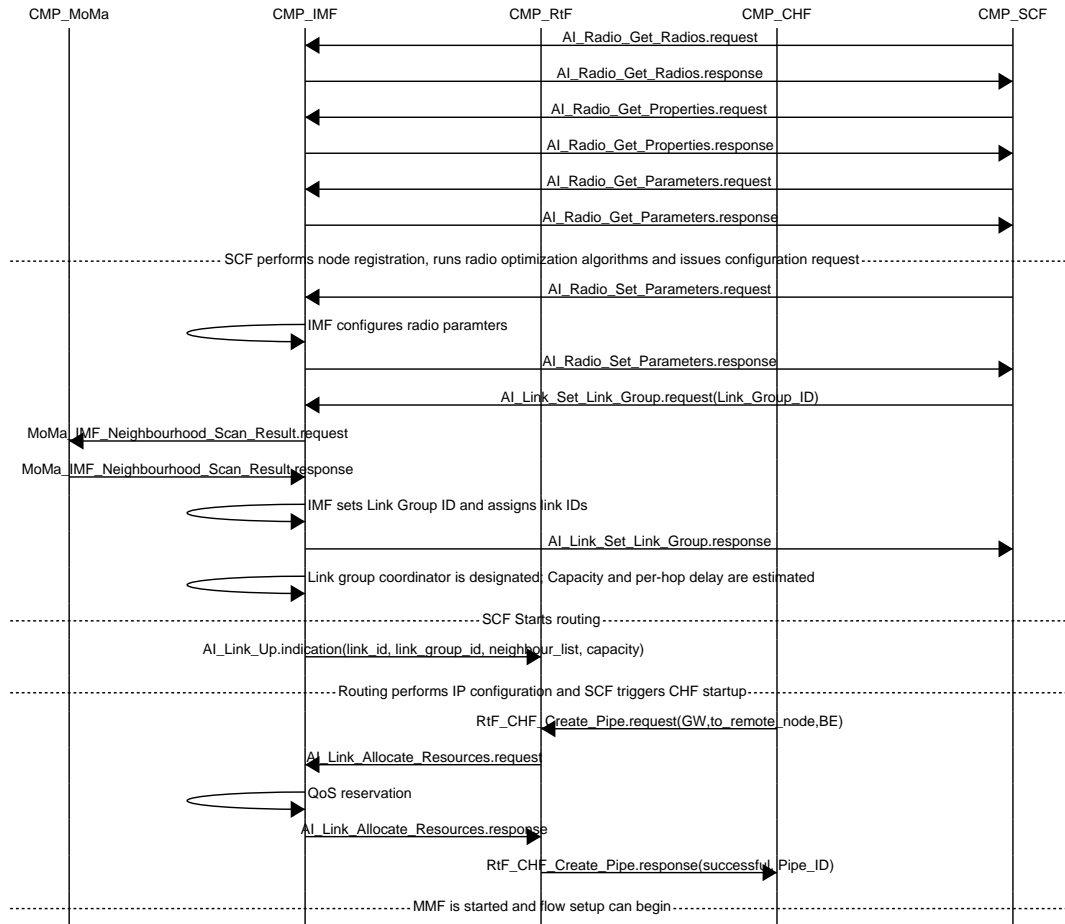 CMP_MoMa CMP_IMF CMP_RtF CMP_CHF CMP_SCF
AI_Radio_Get_Radios.request
AI_Radio_Get_Radios.response
AI_Radio_Get_Properties.request
AI_Radio_Get_Properties.response
AI_Radio_Get_Parameters.request
AI_Radio_Get_Parameters.response
SCF performs node registration, runs radio optimization algorithms and issues configuration request
AI_Radio_Set_Parameters.request
IMF configures radio paramters
AI_Radio_Set_Parameters.response
AI_Link_Set_Link_Group.request(Link_Group_ID)
MoMa_IMF_Neighbourhood_Scan_Result.request
MoMa_IMF_Neighbourhood_Scan_Result.response
IMF sets Link Group ID and assigns link IDs
AI_Link_Set_Link_Group.response
Link group coordinator is designated; Capacity and per-hop delay are estimated
SCF Starts routing
AI_Link_Up.indication(link_id, link_group_id, neighbour_list, capacity)
Routing performs IP configuration and SCF triggers CHF startup
RtF_CHF_Create_Pipe.request(GW,to_remote_node,BE)
AI_Link_Allocate_Resources.request
QoS reservation
AI_Link_Allocate_Resources.response
RtF_CHF_Create_Pipe.response(successful, Pipe_ID)
MMF is started and flow setup can begin